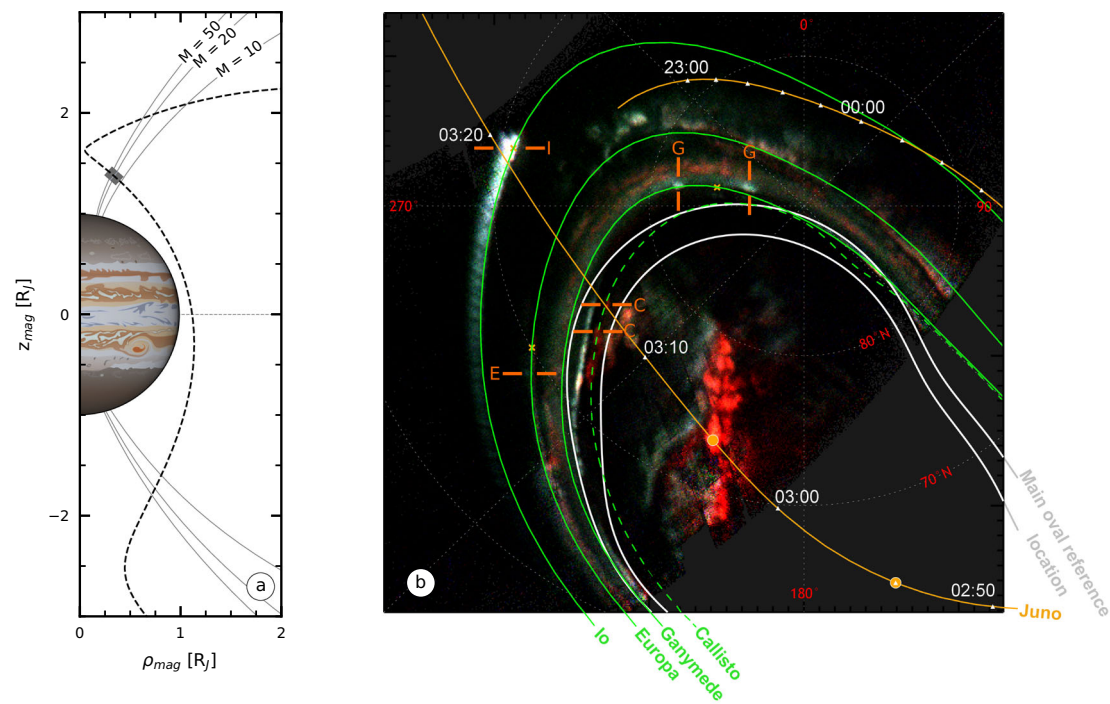 M = 50
M = 20
M = 10
2
0
−2
z_mag [R_J]
0
1
2
ρ_mag [R_J]
a
0°
23:00
00:00
03:20
I
G
G
270
90
C
C
03:10
80°N
E
03:00
70°N
b
180°
02:50
Juno
Main oval reference
location
Io
Europa
Ganymede
Callisto